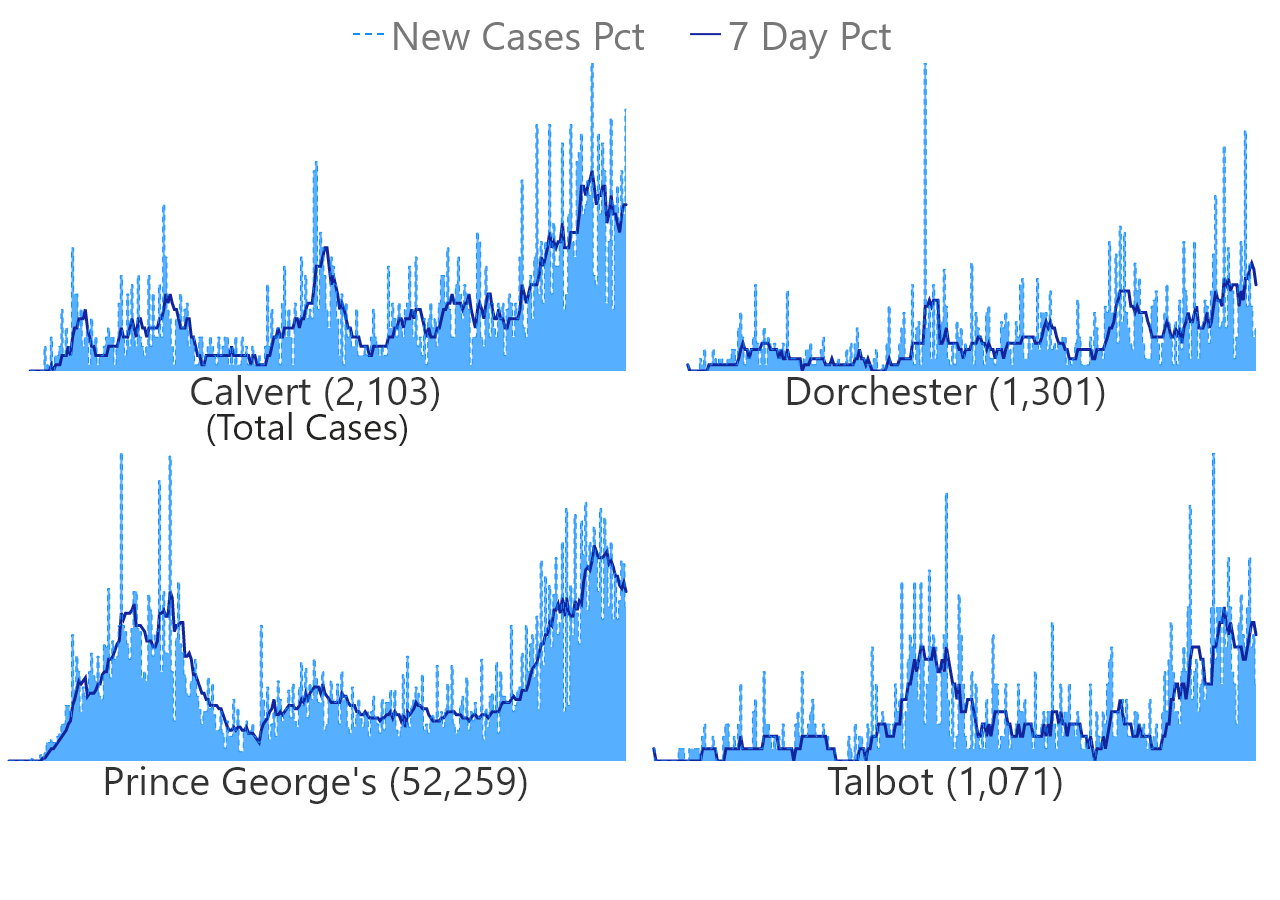 New Cases Pct 7 Day Pct
Calvert (2,103) Dorchester (1,301)
(Total Cases)
Prince George's (52,259) Talbot (1,071)